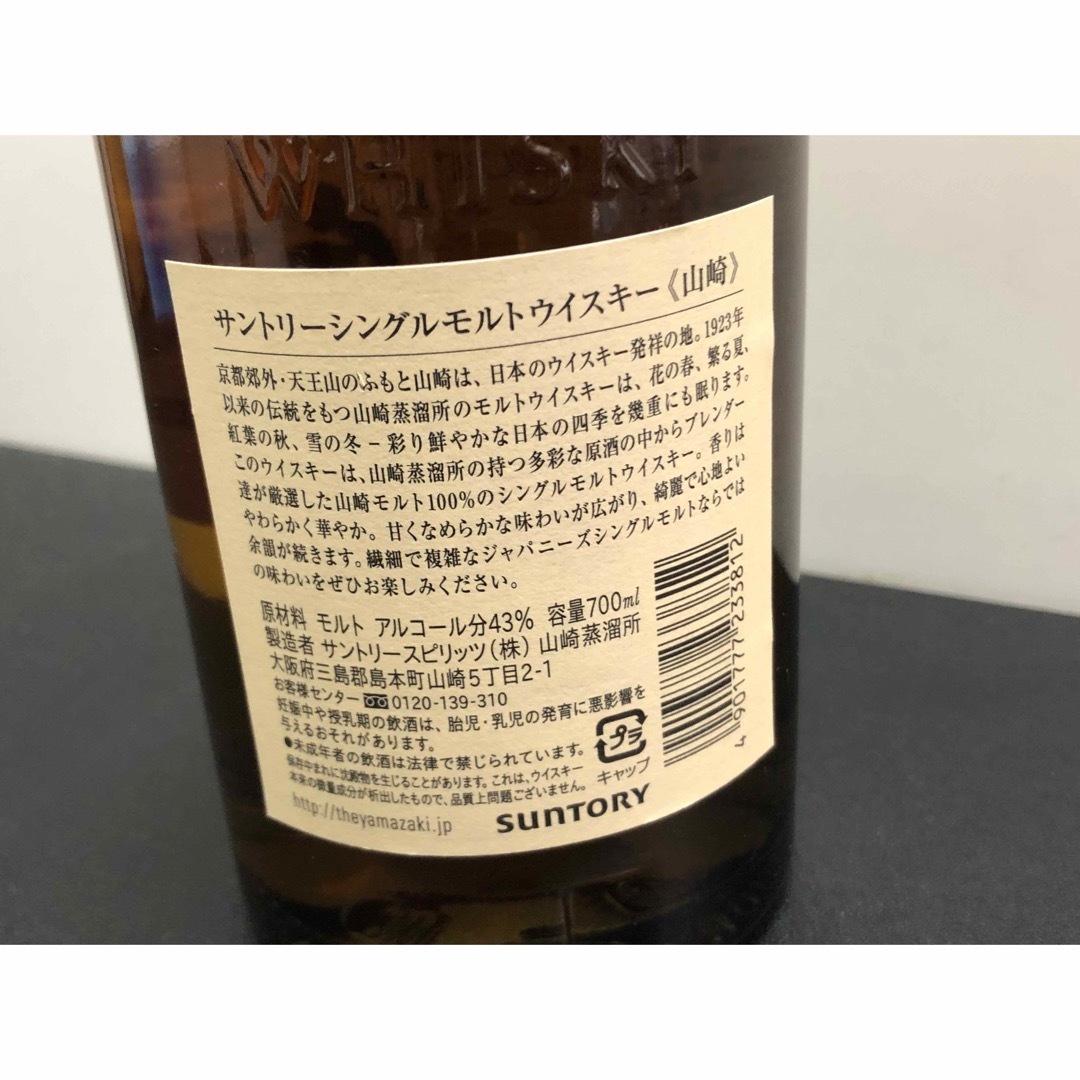 WHISKY
サントリーシングルモルトウイスキー《山崎》
京都郊外・天王山のふもと山崎は、日本のウイスキー発祥の地。1923年
以来の伝統をもつ山崎蒸溜所のモルトウイスキーは、花の春、繁る夏、
紅葉の秋、雪の冬－彩り鮮やかな日本の四季を幾重にも眠ります。
このウイスキーは、山崎蒸溜所の持つ多彩な原酒の中からブレンダー
達が厳選した山崎モルト100%のシングルモルトウイスキー。香りは
やわらかく華やか。甘くなめらかな味わいが広がり、綺麗で心地よい
余韻が続きます。繊細で複雑なジャパニーズシングルモルトならでは
の味わいをぜひお楽しみください。
原材料 モルト アルコール分43% 容量700ml
製造者 サントリースピリッツ(株) 山崎蒸溜所
大阪府三島郡島本町山崎5丁目2-1
お客様センター 0120-139-310
妊娠中や授乳期の飲酒は、胎児・乳児の発育に悪影響を
与えるおそれがあります。
●未成年者の飲酒は法律で禁じられています。
保存中まれに沈殿物を生じることがあります。これは、ウイスキー
本来の微量成分が析出したもので、品質上問題ございません。
プラ
キャップ
http://theyamazaki.jp
SUNTORY
4 901777 233812